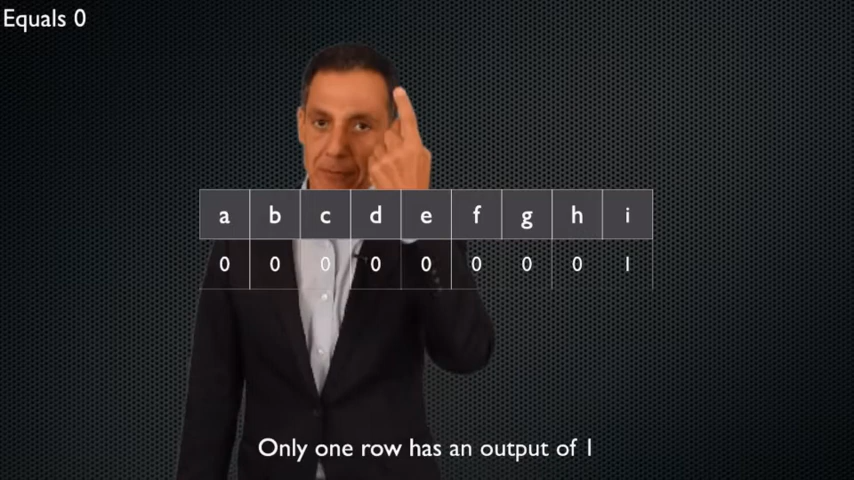 Equals 0
a b c d e f g h i
0 0 0 0 0 0 0 0 1
Only one row has an output of 1